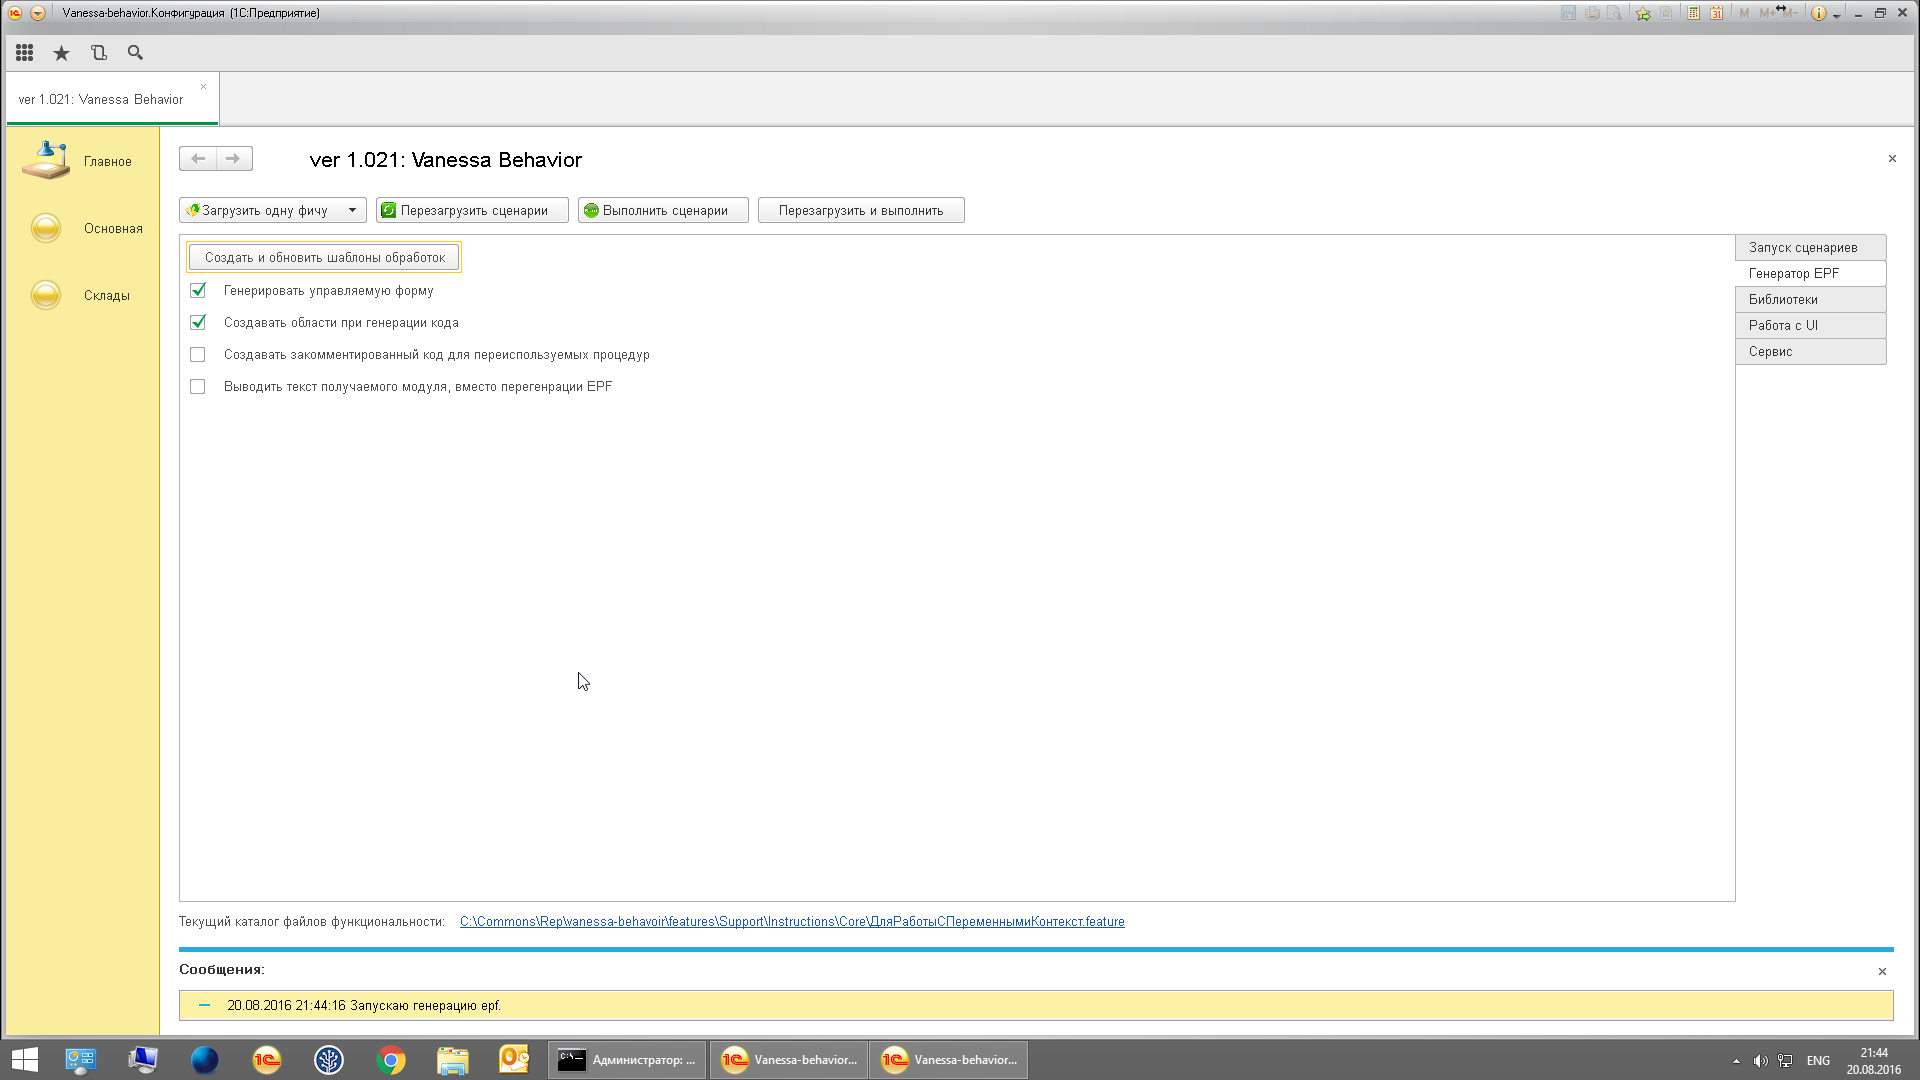 Vanessa-behavior.Конфигурация (1С:Предприятие)
31
M M+ M-
ver 1.021: Vanessa Behavior
Главное
Основная
Склады
ver 1.021: Vanessa Behavior
Загрузить одну фичу
Перезагрузить сценарии
Выполнить сценарии
Перезагрузить и выполнить
Создать и обновить шаблоны обработок
Генерировать управляемую форму
Создавать области при генерации кода
Создавать закомментированный код для переиспользуемых процедур
Выводить текст получаемого модуля, вместо перегенрации EPF
Запуск сценариев
Генератор EPF
Библиотеки
Работа с UI
Сервис
Текущий каталог файлов функциональности: C:\Commons\Rep\vanessa-behavoir\features\Support\Instructions\Core\ДляРаботыСПеременнымиКонтекст.feature
Сообщения:
20.08.2016 21:44:16 Запускаю генерацию epf.
Администратор: ...
Vanessa-behavior...
Vanessa-behavior...
ENG
21:44
20.08.2016